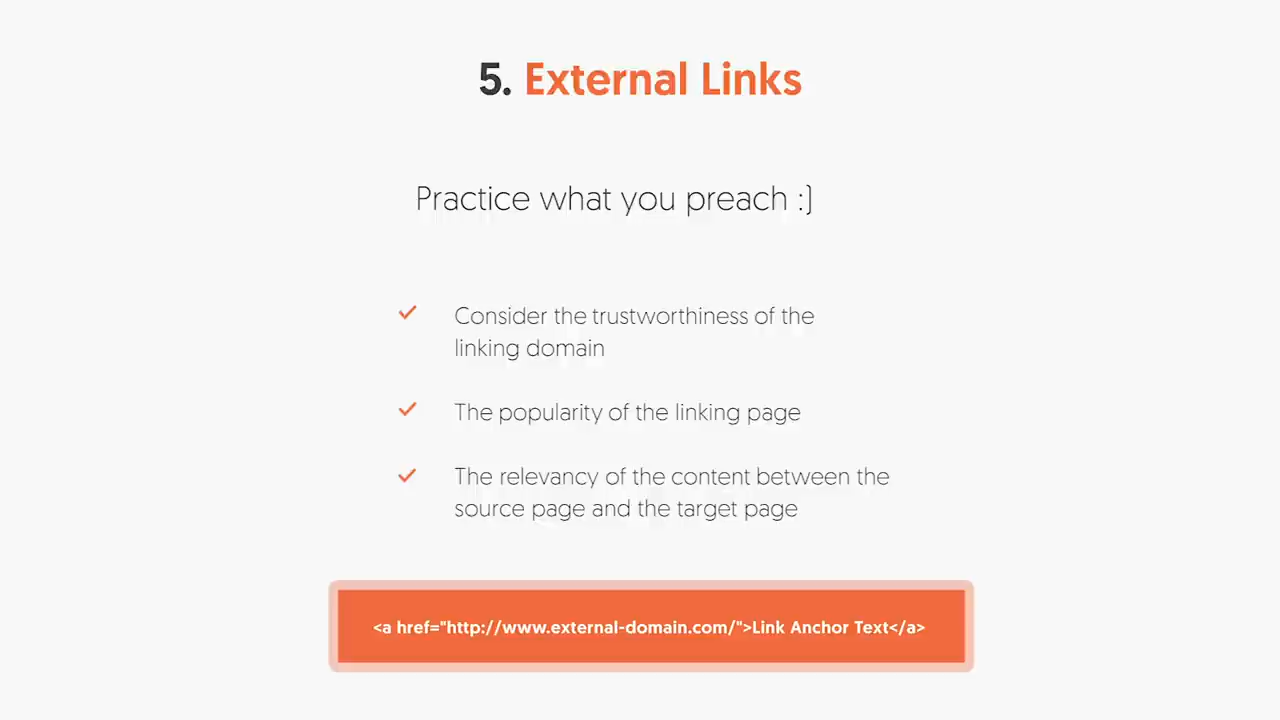 5. External Links
Practice what you preach :)
Consider the trustworthiness of the
linking domain
The popularity of the linking page
The relevancy of the content between the
source page and the target page
<a href="http://www.external-domain.com/">Link Anchor Text</a>